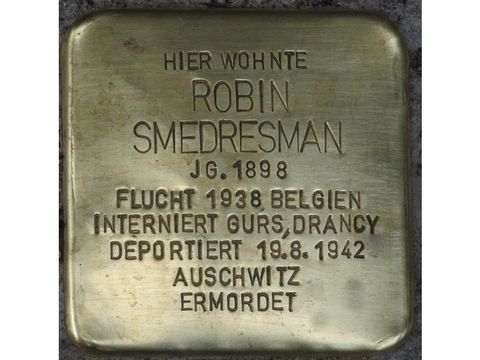 HIER WOHNTE
ROBIN
SMEDRESMAN
JG. 1898
FLUCHT 1938 BELGIEN
INTERNIERT GURS, DRANCY
DEPORTIERT 19.8.1942
AUSCHWITZ
ERMORDET